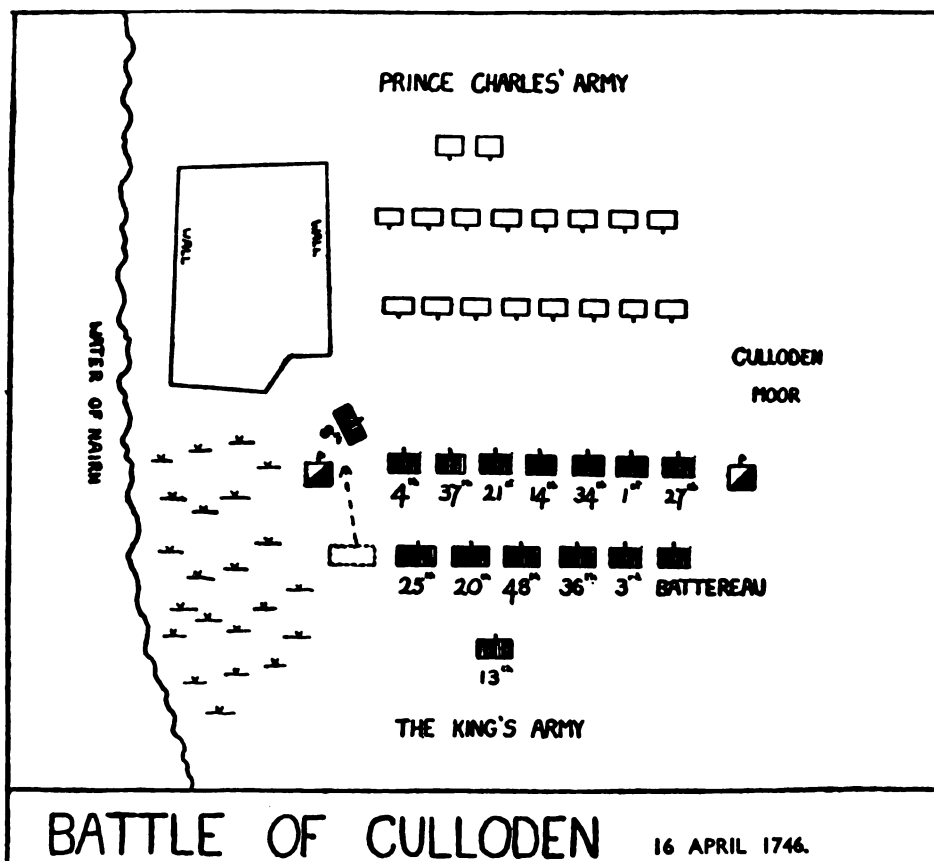 PRINCE CHARLES' ARMY
WALL
WALL
WATER OF NAIRN
CULLODEN
MOOR
8th
4th 37th 21st 14th 34th 1st 27th
25th 20th 48th 36th 3rd BATTEREAU
13th
THE KING'S ARMY
BATTLE OF CULLODEN 16 APRIL 1746.